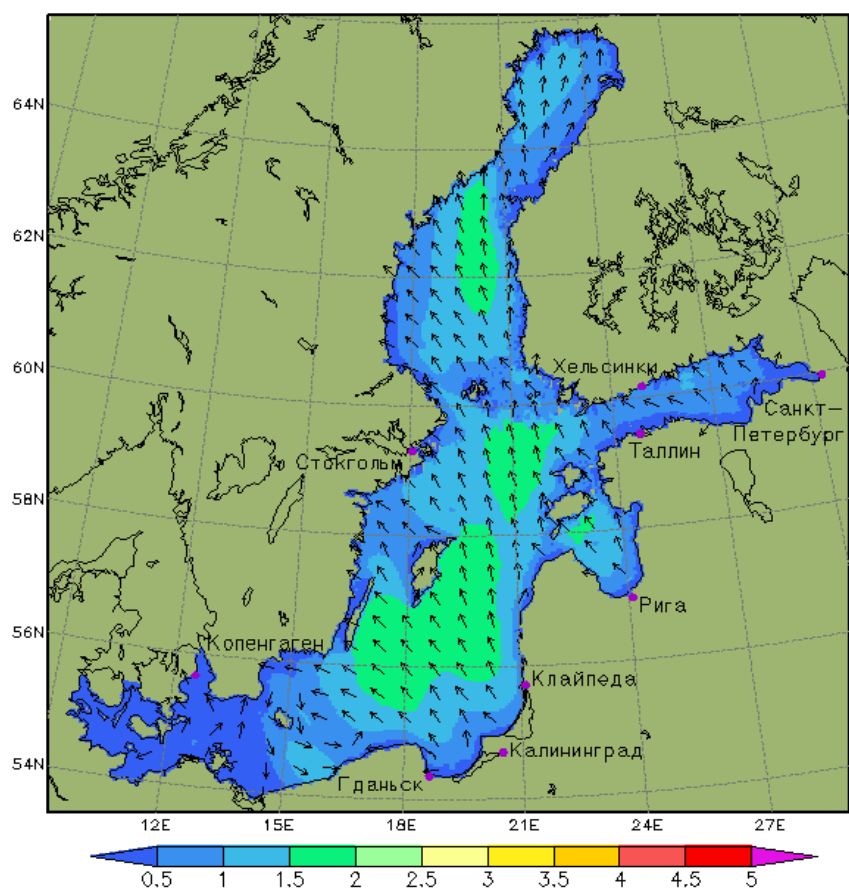 64N
62N
60N
Хельсинки
Санкт-
Петербург
Таллин
Стокгольм
58N
Рига
56N
Копенгаген
Клайпеда
Калининград
54N
Гданьск
12E 15E 18E 21E 24E 27E
0.5 1 1.5 2 2.5 3 3.5 4 4.5 5